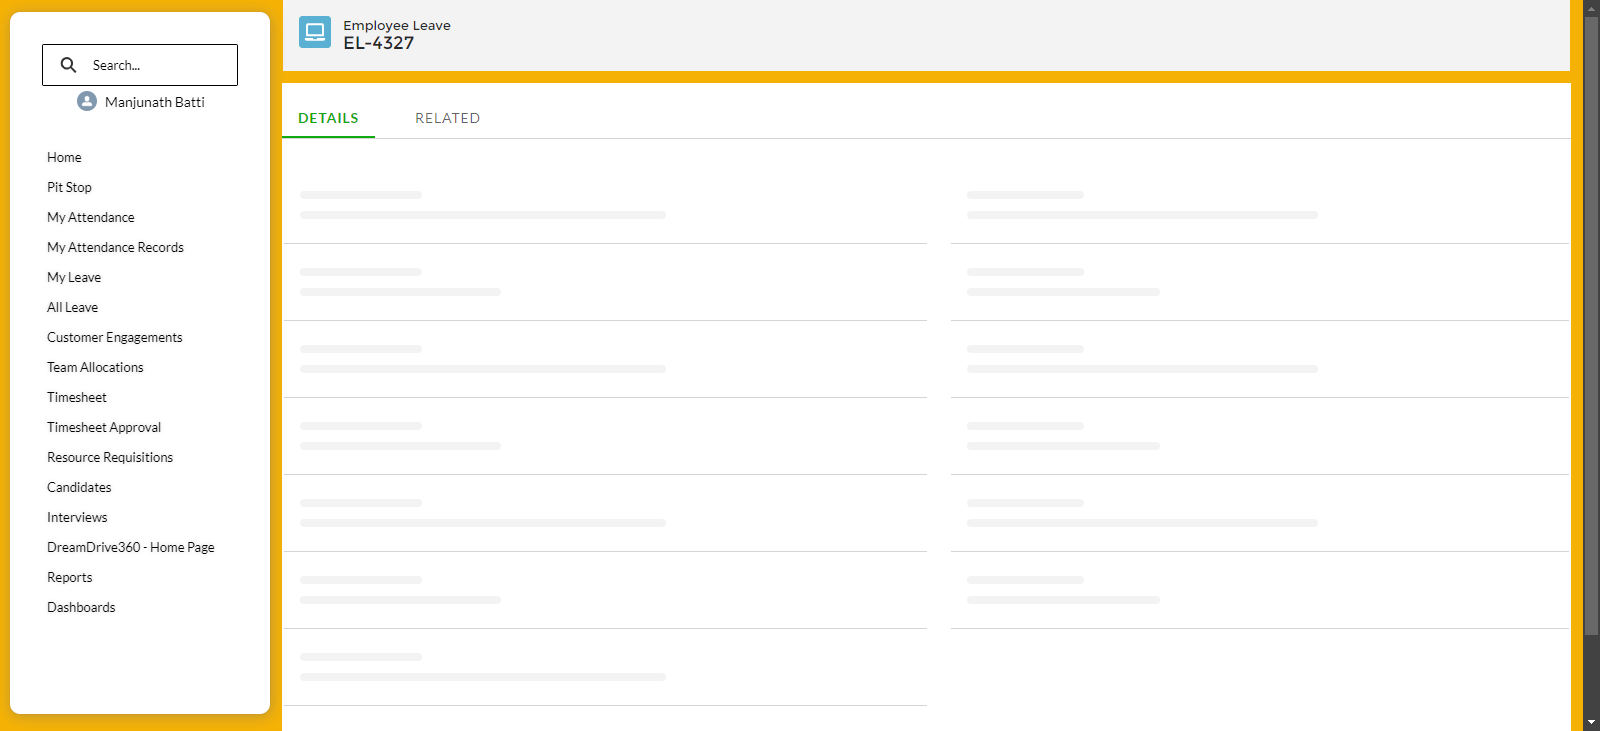 Search...
Manjunath Batti
Home
Pit Stop
My Attendance
My Attendance Records
My Leave
All Leave
Customer Engagements
Team Allocations
Timesheet
Timesheet Approval
Resource Requisitions
Candidates
Interviews
DreamDrive360 - Home Page
Reports
Dashboards
Employee Leave
EL-4327
DETAILS RELATED